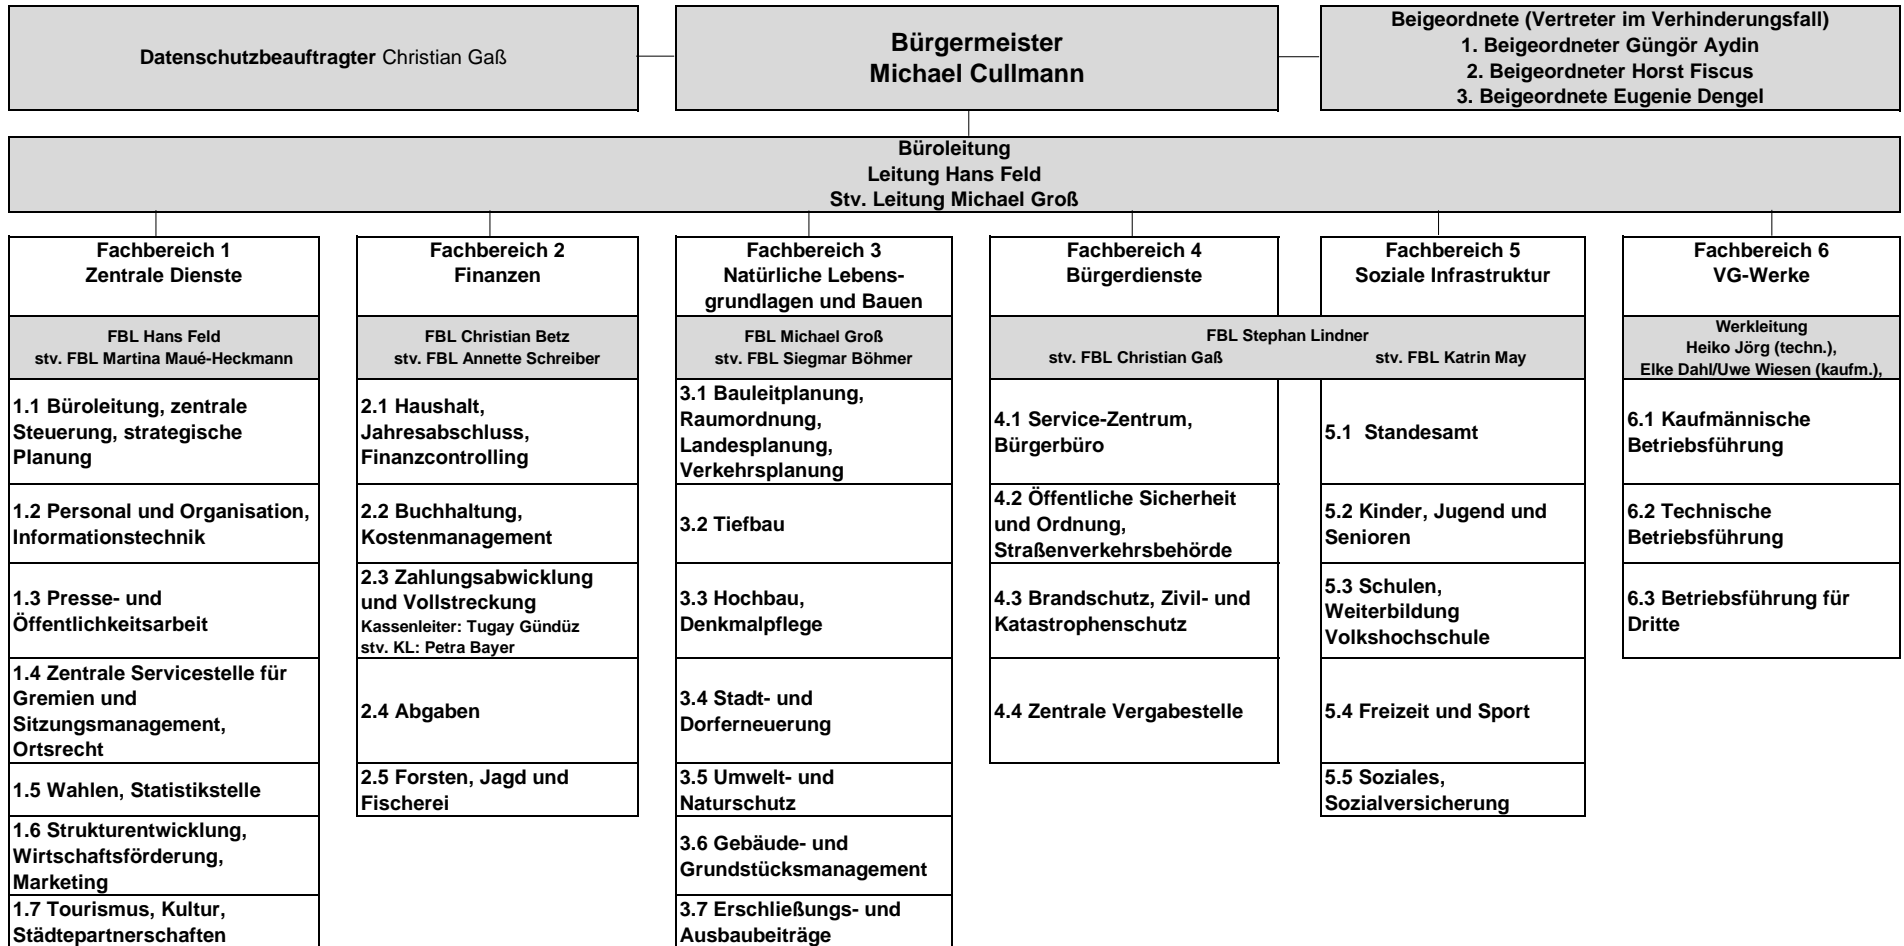 Datenschutzbeauftragter Christian Gaß
Bürgermeister
Michael Cullmann
Beigeordnete (Vertreter im Verhinderungsfall)
1. Beigeordneter Güngör Aydin
2. Beigeordneter Horst Fiscus
3. Beigeordnete Eugenie Dengel
Büroleitung
Leitung Hans Feld
Stv. Leitung Michael Groß
Fachbereich 1
Zentrale Dienste
FBL Hans Feld
stv. FBL Martina Maué-Heckmann
1.1 Büroleitung, zentrale
Steuerung, strategische
Planung
1.2 Personal und Organisation,
Informationstechnik
1.3 Presse- und
Öffentlichkeitsarbeit
1.4 Zentrale Servicestelle für
Gremien und
Sitzungsmanagement,
Ortsrecht
1.5 Wahlen, Statistikstelle
1.6 Strukturentwicklung,
Wirtschaftsförderung,
Marketing
1.7 Tourismus, Kultur,
Städtepartnerschaften
Fachbereich 2
Finanzen
FBL Christian Betz
stv. FBL Annette Schreiber
2.1 Haushalt,
Jahresabschluss,
Finanzcontrolling
2.2 Buchhaltung,
Kostenmanagement
2.3 Zahlungsabwicklung
und Vollstreckung
Kassenleiter: Tugay Gündüz
stv. KL: Petra Bayer
2.4 Abgaben
2.5 Forsten, Jagd und
Fischerei
Fachbereich 3
Natürliche Lebens-
grundlagen und Bauen
FBL Michael Groß
stv. FBL Siegmar Böhmer
3.1 Bauleitplanung,
Raumordnung,
Landesplanung,
Verkehrsplanung
3.2 Tiefbau
3.3 Hochbau,
Denkmalpflege
3.4 Stadt- und
Dorferneuerung
3.5 Umwelt- und
Naturschutz
3.6 Gebäude- und
Grundstücksmanagement
3.7 Erschließungs- und
Ausbaubeiträge
Fachbereich 4
Bürgerdienste
Fachbereich 5
Soziale Infrastruktur
FBL Stephan Lindner
stv. FBL Christian Gaß stv. FBL Katrin May
4.1 Service-Zentrum,
Bürgerbüro
4.2 Öffentliche Sicherheit
und Ordnung,
Straßenverkehrsbehörde
4.3 Brandschutz, Zivil- und
Katastrophenschutz
4.4 Zentrale Vergabestelle
5.1 Standesamt
5.2 Kinder, Jugend und
Senioren
5.3 Schulen,
Weiterbildung
Volkshochschule
5.4 Freizeit und Sport
5.5 Soziales,
Sozialversicherung
Fachbereich 6
VG-Werke
Werkleitung
Heiko Jörg (techn.),
Elke Dahl/Uwe Wiesen (kaufm.),
6.1 Kaufmännische
Betriebsführung
6.2 Technische
Betriebsführung
6.3 Betriebsführung für
Dritte